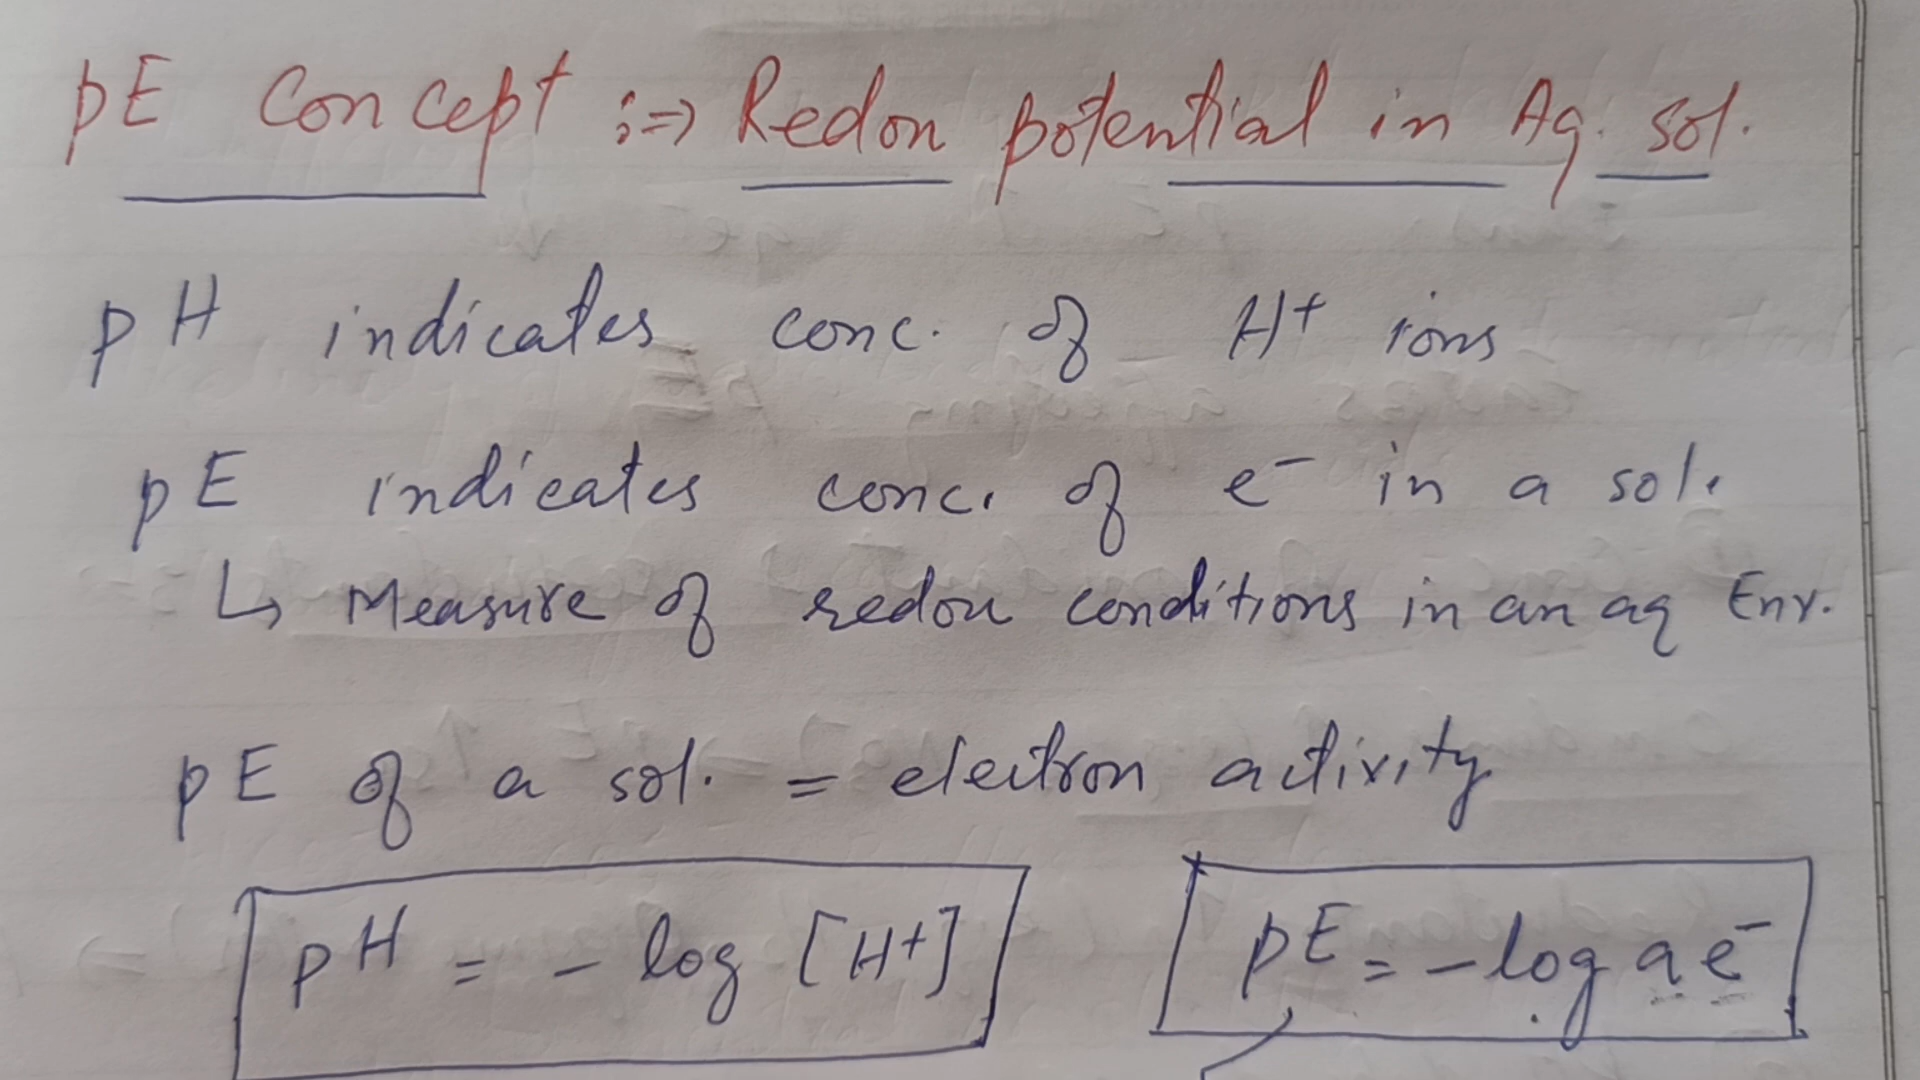 pE Concept :⇒ Redox potential in Aq. sol.
pH indicates conc. of H⁺ ions
pE indicates conc. of e⁻ in a sol.
↳ Measure of redox conditions in an aq Env.
pE of a sol. = electron activity
pH = - log [H⁺] pE = - log ae⁻